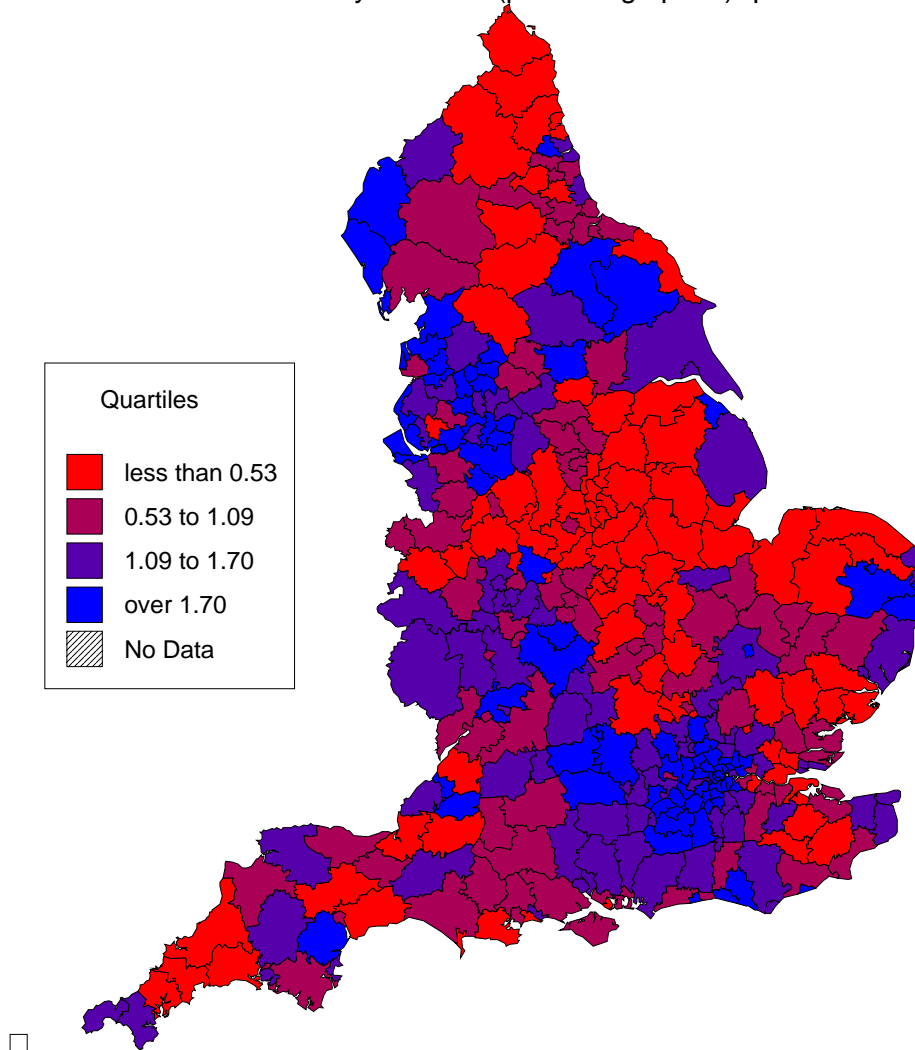 Quartiles
less than 0.53
0.53 to 1.09
1.09 to 1.70
over 1.70
No Data